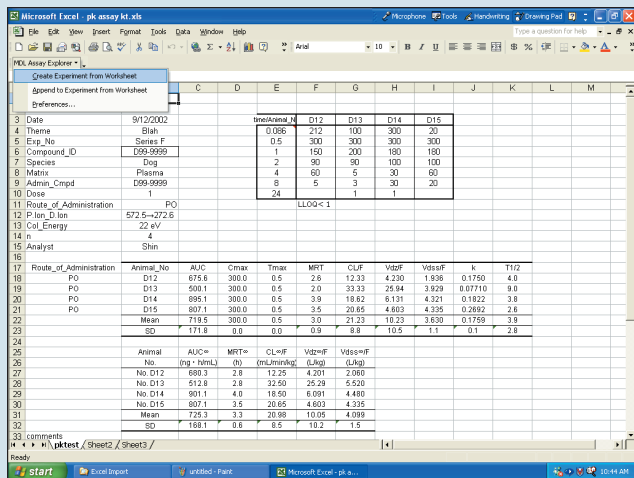 Microsoft Excel - pk assay kt.xls
Microphone Tools Handwriting Drawing Pad
File Edit View Insert Format Tools Data Window Help Type a question for help
Arial 10 B I U $ %
MDL Assay Explorer
Create Experiment from Worksheet
Append to Experiment from Worksheet
Preferences...
C D E F G H I J K L M
3 Date 9/12/2002 time/Animal_N D12 D13 D14 D15
4 Theme Blah 0.086 212 100 300 20
5 Exp_No Series F 0.5 300 300 300 300
6 Compound_ID D99-9999 1 150 200 180 180
7 Species Dog 2 90 90 100 100
8 Matrix Plasma 4 60 5 30 60
9 Admin_Cmpd D99-9999 8 5 3 30 20
10 Dose 1 24 1 1
11 Route_of_Administration PO LLOQ< 1
12 P.Ion_D.Ion 572.5→272.6
13 Col_Energy 22 eV
14 n 4
15 Analyst Shin
16
17 Route_of_Administration Animal_No AUC Cmax Tmax MRT CL/F Vdz/F Vdss/F k T1/2
18 PO D12 675.6 300.0 0.5 2.6 12.33 4.230 1.936 0.1750 4.0
19 PO D13 500.1 300.0 0.5 2.0 33.33 25.94 3.929 0.07710 9.0
20 PO D14 895.1 300.0 0.5 3.9 18.62 6.131 4.321 0.1822 3.8
21 PO D15 807.1 300.0 0.5 3.5 20.65 4.603 4.335 0.2692 2.6
22 Mean 719.5 300.0 0.5 3.0 21.23 10.23 3.630 0.1759 3.9
23 SD 171.8 0.0 0.0 0.9 8.8 10.5 1.1 0.1 2.8
24
25 Animal AUC∞ MRT∞ CL∞/F Vdz∞/F Vdss∞/F
26 No. (ng・h/mL) (h) (mL/min/kg) (L/kg) (L/kg)
27 No. D12 680.3 2.8 12.25 4.201 2.060
28 No. D13 512.8 2.8 32.50 25.29 5.520
29 No. D14 901.1 4.0 18.50 6.091 4.480
30 No. D15 807.1 3.5 20.65 4.603 4.335
31 Mean 725.3 3.3 20.98 10.05 4.099
32 SD 168.1 0.6 8.5 10.2 1.5
33 comments
pktest Sheet2 Sheet3
Ready
start Excel Import untitled - Paint Microsoft Excel - pk a... 10:44 AM